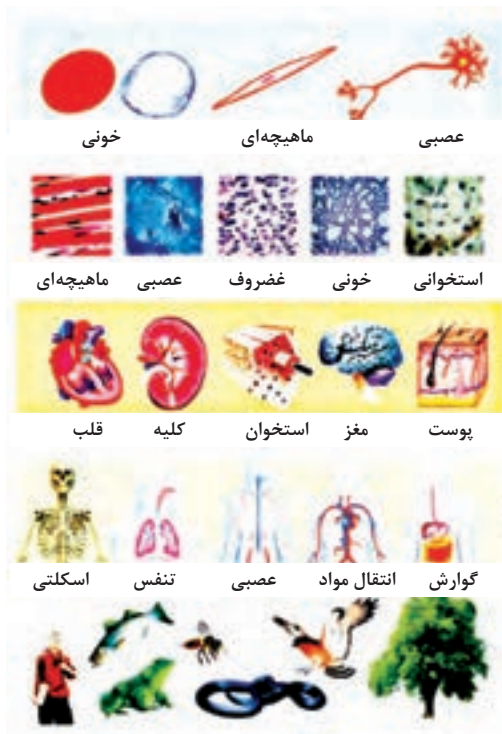 عصبی ماهیچه‌ای خونی
استخوانی خونی غضروف عصبی ماهیچه‌ای
پوست مغز استخوان کلیه قلب
گوارش انتقال مواد عصبی تنفس اسکلتی